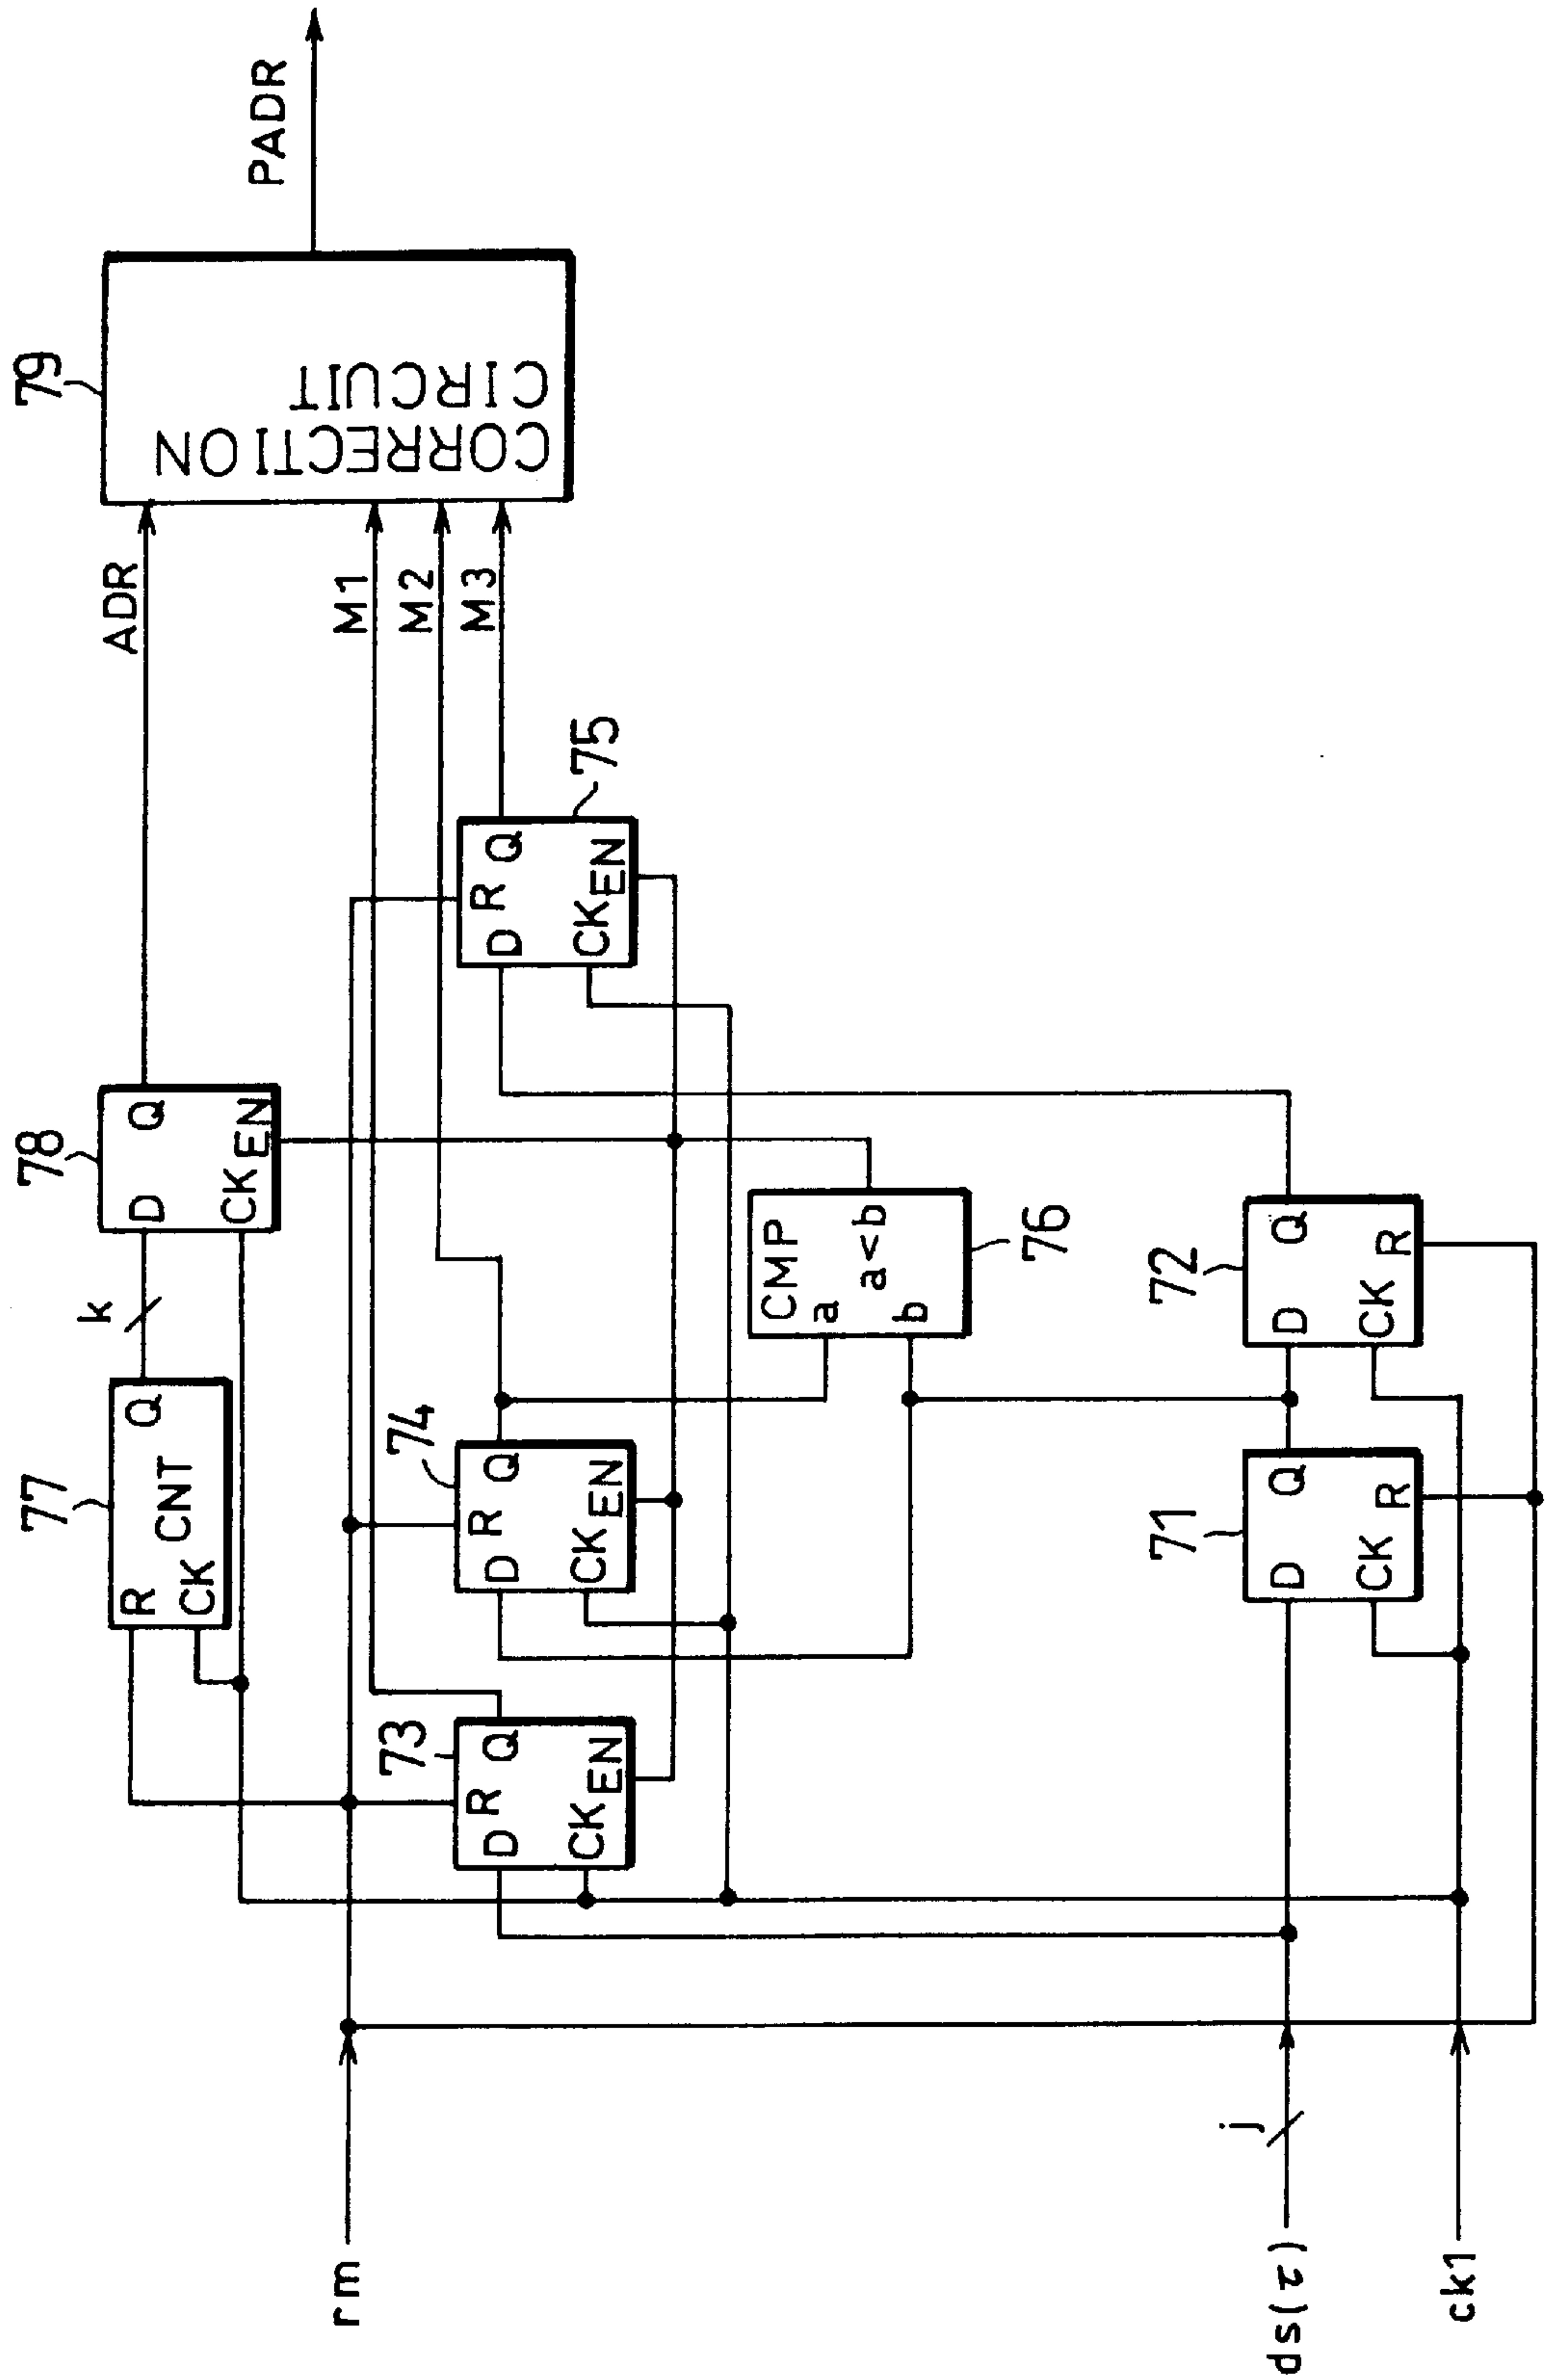 79
CORRECTION
CIRCUIT
PADR
ADR
M1
M2
M3
77
R
CK
CNT
Q
k
78
D
Q
CK
EN
73
D
R
Q
CK
EN
74
D
R
Q
CK
EN
75
D
R
Q
CK
EN
CMP
a
a<b
b
76
71
D
Q
CK
R
72
D
Q
CK
R
rm
j
ds(τ)
ck1